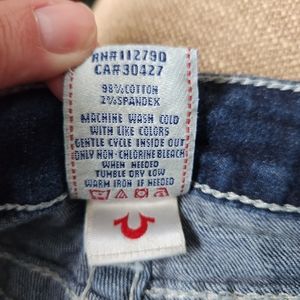 RN#112790
CA#30427
98%COTTON
2%SPANDEX
MACHINE WASH COLD
WITH LIKE COLORS
GENTLE CYCLE INSIDE OUT
ONLY NON-CHLORINE BLEACH
WHEN NEEDED
TUMBLE DRY LOW
WARM IRON IF NEEDED